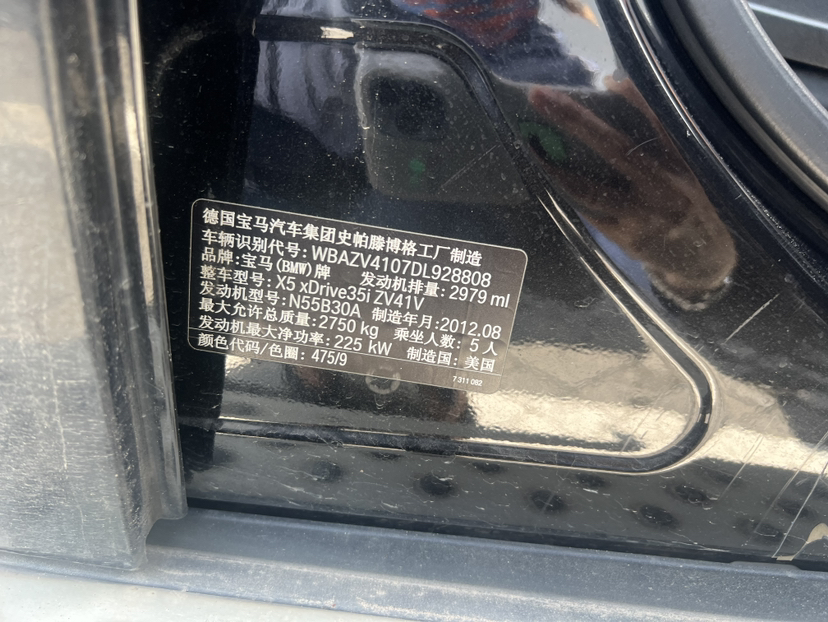 德国宝马汽车集团史帕滕博格工厂制造
车辆识别代号:WBAZV4107DL928808
品牌:宝马(BMW)牌 发动机排量:2979 ml
整车型号:X5 xDrive35i ZV41V
发动机型号:N55B30A 制造年月:2012.08
最大允许总质量:2750 kg 乘坐人数:5 人
发动机最大净功率:225 kW 制造国:美国
颜色代码/色圈:475/9
7 311 062